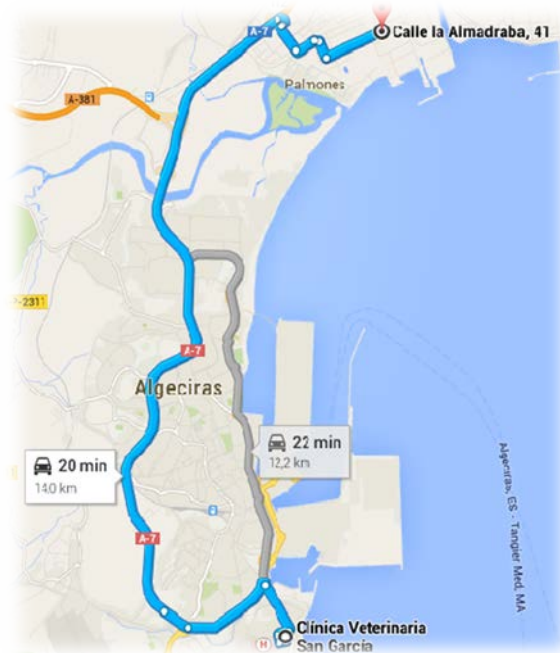 A-7
Calle la Almadraba, 41
Palmones
A-381
A-7
Algeciras
22 min
12,2 km
20 min
14,0 km
Algeciras, ES - Tangier Med, MA
A-7
Clínica Veterinaria
San García
H